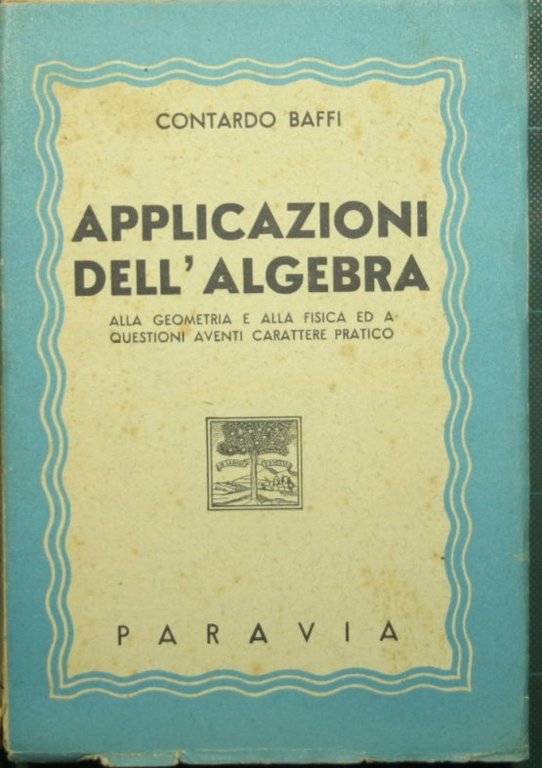 CONTARDO BAFFI
APPLICAZIONI
DELL'ALGEBRA
ALLA GEOMETRIA E ALLA FISICA ED A
QUESTIONI AVENTI CARATTERE PRATICO
PARAVIA